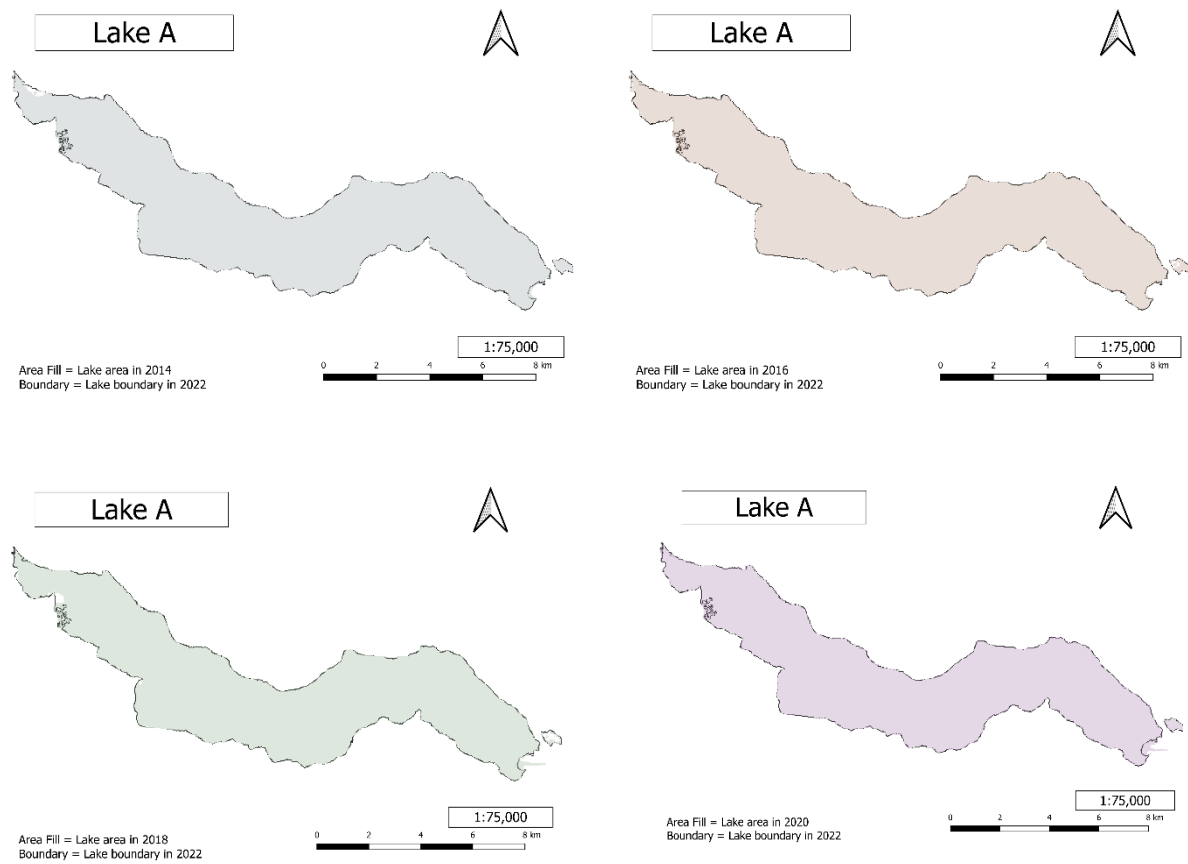 Lake A
1:75,000
Area Fill = Lake area in 2014
Boundary = Lake boundary in 2022
0 2 4 6 8 km
Lake A
1:75,000
Area Fill = Lake area in 2016
Boundary = Lake boundary in 2022
0 2 4 6 8 km
Lake A
1:75,000
Area Fill = Lake area in 2018
Boundary = Lake boundary in 2022
0 2 4 6 8 km
Lake A
1:75,000
Area Fill = Lake area in 2020
Boundary = Lake boundary in 2022
0 2 4 6 8 km